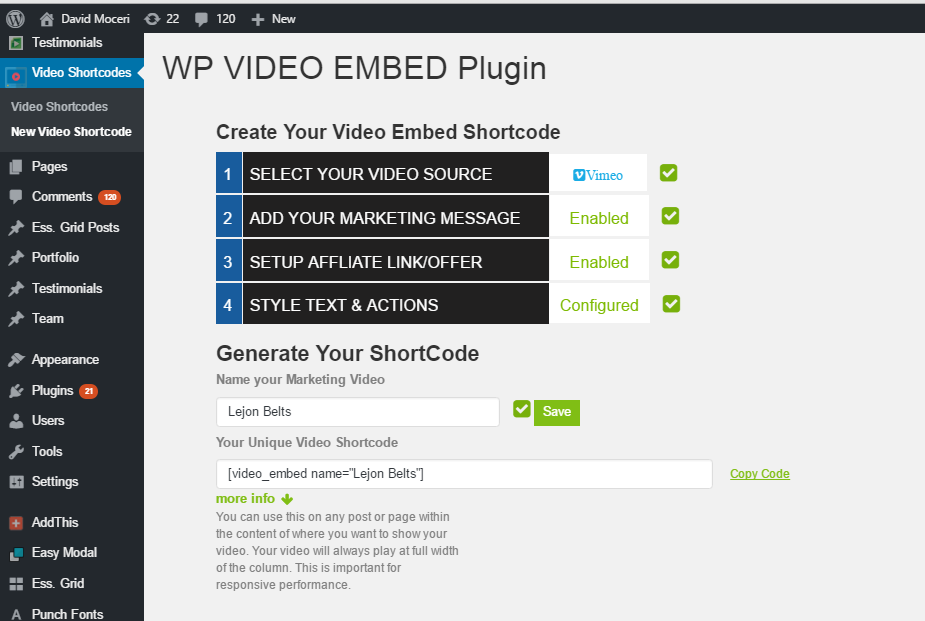 David Moceri 22 120 New
Testimonials
Video Shortcodes
Video Shortcodes
New Video Shortcode
Pages
Comments 120
Ess. Grid Posts
Portfolio
Testimonials
Team
Appearance
Plugins 21
Users
Tools
Settings
AddThis
Easy Modal
Ess. Grid
Punch Fonts
WP VIDEO EMBED Plugin
Create Your Video Embed Shortcode
1 SELECT YOUR VIDEO SOURCE Vimeo
2 ADD YOUR MARKETING MESSAGE Enabled
3 SETUP AFFLIATE LINK/OFFER Enabled
4 STYLE TEXT & ACTIONS Configured
Generate Your ShortCode
Name your Marketing Video
Lejon Belts Save
Your Unique Video Shortcode
[video_embed name="Lejon Belts"] Copy Code
more info
You can use this on any post or page within
the content of where you want to show your
video. Your video will always play at full width
of the column. This is important for
responsive performance.